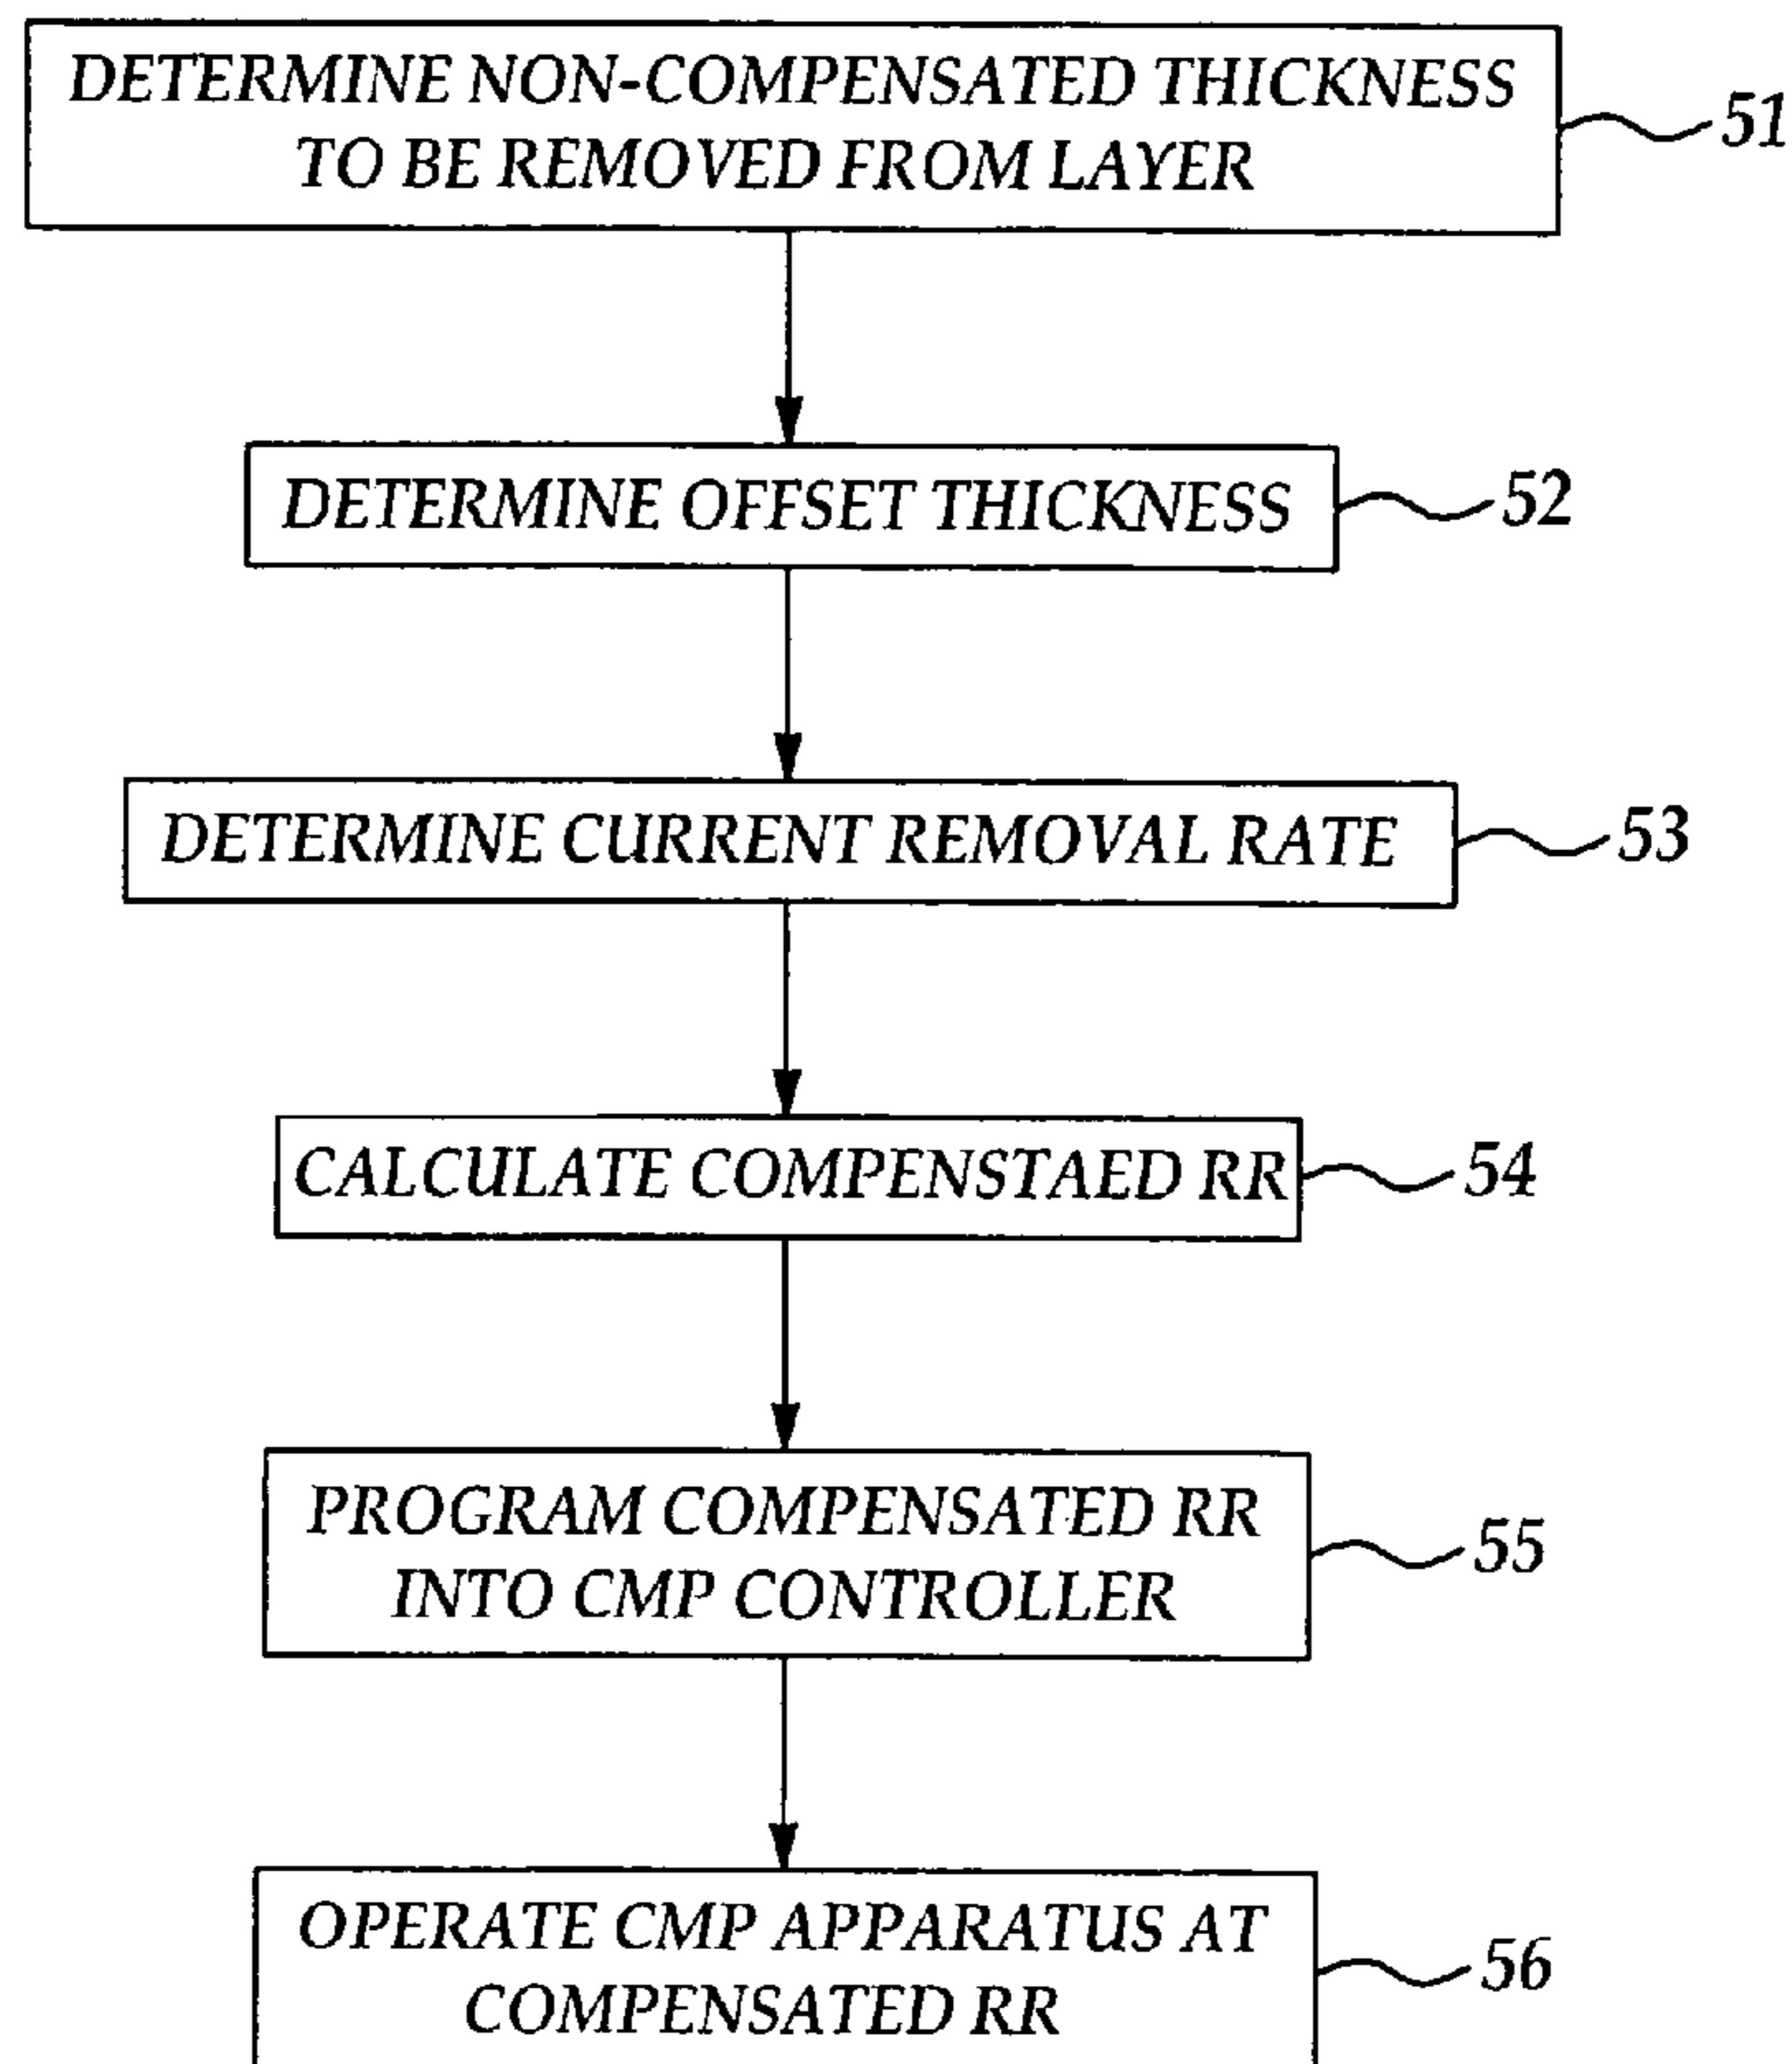 DETERMINE NON-COMPENSATED THICKNESS
TO BE REMOVED FROM LAYER
51
DETERMINE OFFSET THICKNESS
52
DETERMINE CURRENT REMOVAL RATE
53
CALCULATE COMPENSTAED RR
54
PROGRAM COMPENSATED RR
INTO CMP CONTROLLER
55
OPERATE CMP APPARATUS AT
COMPENSATED RR
56